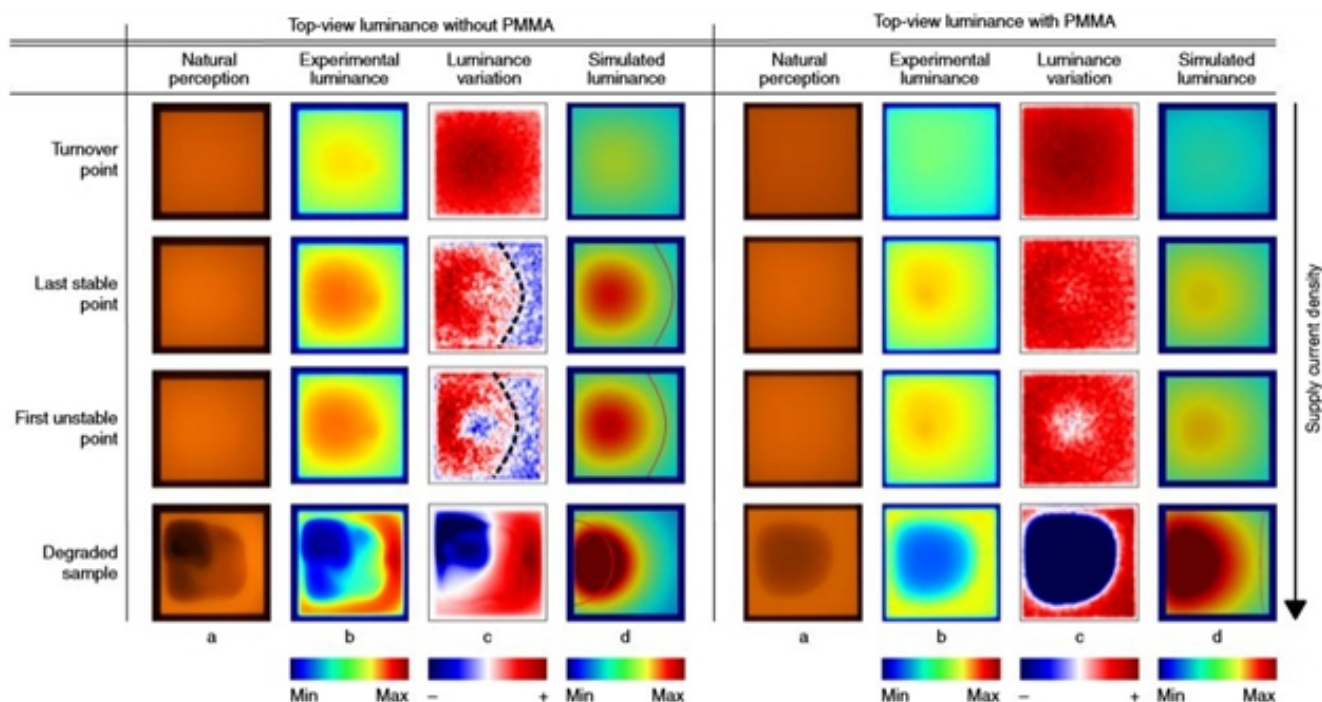 Top-view luminance without PMMA
Top-view luminance with PMMA
Natural perception
Experimental luminance
Luminance variation
Simulated luminance
Natural perception
Experimental luminance
Luminance variation
Simulated luminance
Turnover point
Last stable point
First unstable point
Degraded sample
Supply current density
a b c d a b c d
Min Max – + Min Max Min Max – + Min Max